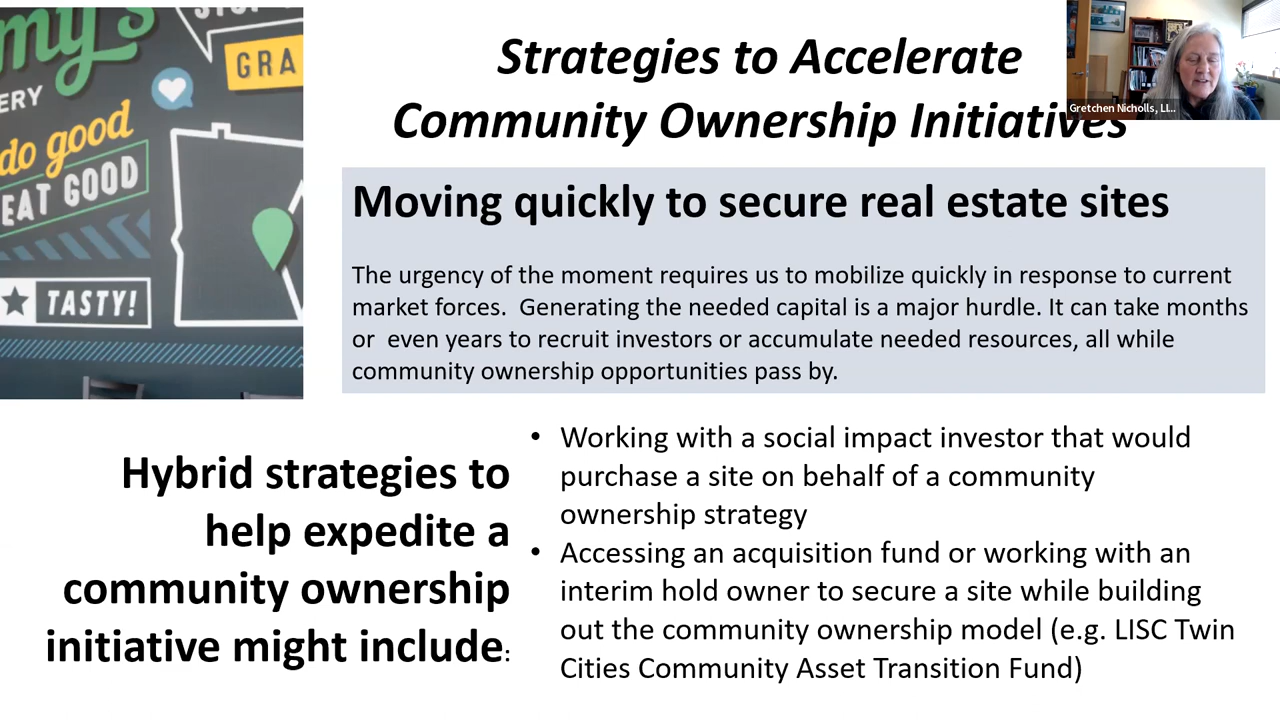 my's
ERY
GRA
do good
EAT GOOD
TASTY!
Strategies to Accelerate
Community Ownership Initiatives
Gretchen Nicholls, LI...
Moving quickly to secure real estate sites
The urgency of the moment requires us to mobilize quickly in response to current
market forces.  Generating the needed capital is a major hurdle. It can take months
or  even years to recruit investors or accumulate needed resources, all while
community ownership opportunities pass by.
Hybrid strategies to
help expedite a
community ownership
initiative might include:
• Working with a social impact investor that would
purchase a site on behalf of a community
ownership strategy
• Accessing an acquisition fund or working with an
interim hold owner to secure a site while building
out the community ownership model (e.g. LISC Twin
Cities Community Asset Transition Fund)